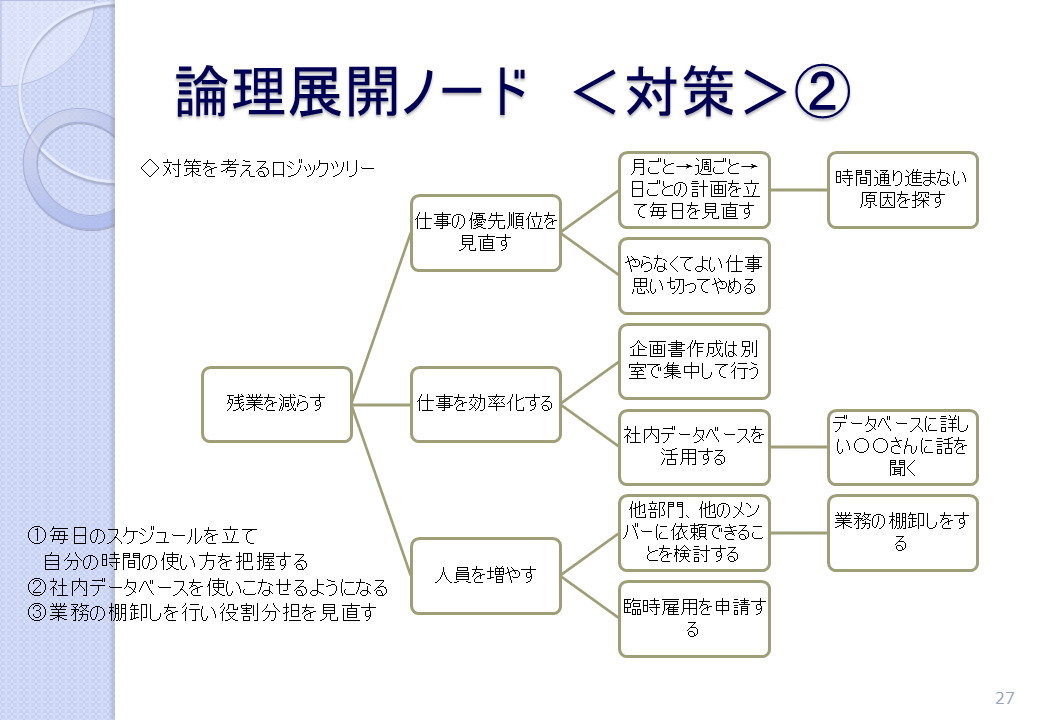 論理展開ノード ＜対策＞②
◇対策を考えるロジックツリー
残業を減らす
仕事の優先順位を
見直す
月ごと→週ごと→
日ごとの計画を立
て毎日を見直す
時間通り進まない
原因を探す
やらなくてよい仕事
思い切ってやめる
仕事を効率化する
企画書作成は別
室で集中して行う
社内データベースを
活用する
データベースに詳し
い〇〇さんに話を
聞く
人員を増やす
他部門、他のメン
バーに依頼できるこ
とを検討する
業務の棚卸しをす
る
臨時雇用を申請す
る
①毎日のスケジュールを立て
自分の時間の使い方を把握する
②社内データベースを使いこなせるようになる
③業務の棚卸しを行い役割分担を見直す
27